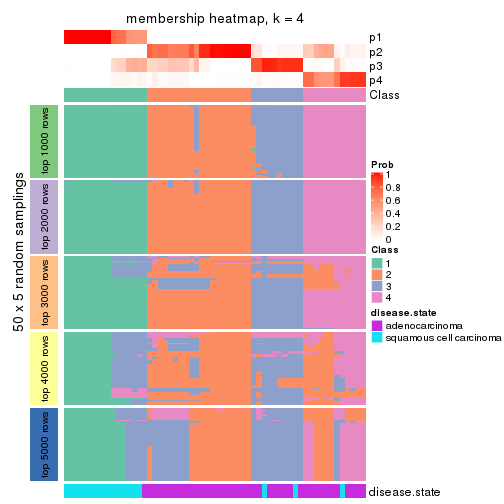 membership heatmap, k = 4
p1
p2
p3
p4
Class
50 x 5 random samplings
top 1000 rows
top 2000 rows
top 3000 rows
top 4000 rows
top 5000 rows
Prob
1
0.8
0.6
0.4
0.2
0
Class
1
2
3
4
disease.state
adenocarcinoma
squamous cell carcinoma
disease.state